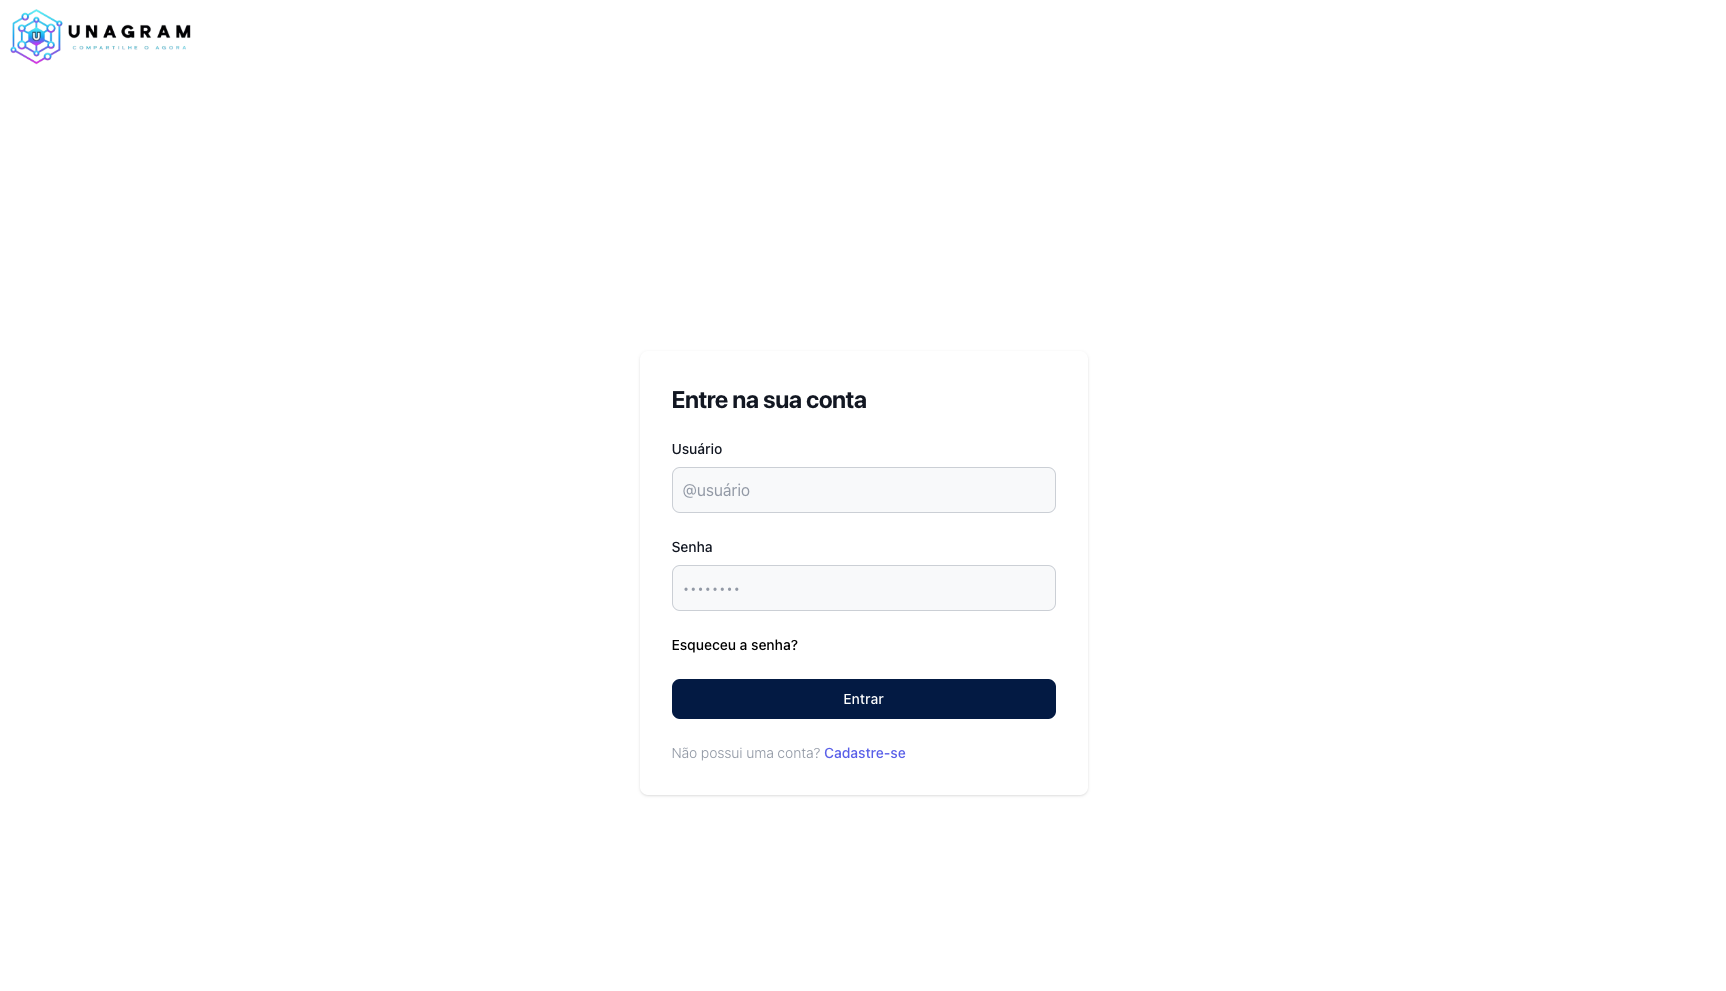 U
UNAGRAM
COMPARTILHE O AGORA
Entre na sua conta
Usuário
@usuário
Senha
••••••••
Esqueceu a senha?
Entrar
Não possui uma conta? Cadastre-se